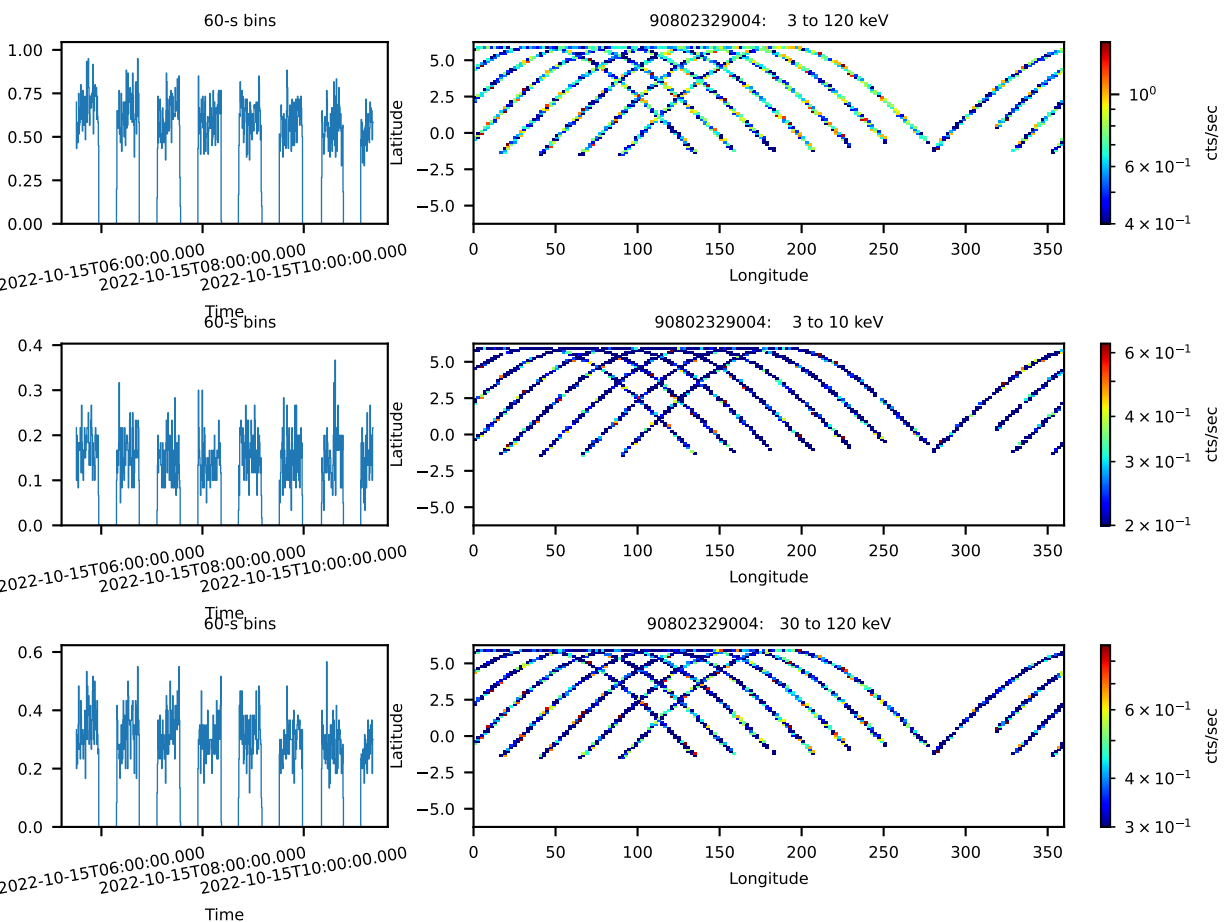 60-s bins
90802329004: 3 to 120 keV
1.00
0.75
0.50
0.25
0.00
2022-10-15T06:00:00.000
2022-10-15T08:00:00.000
2022-10-15T10:00:00.000
Time
Latitude
5.0
2.5
0.0
−2.5
−5.0
0 50 100 150 200 250 300 350
Longitude
10⁰
6 × 10⁻¹
4 × 10⁻¹
cts/sec
60-s bins
90802329004: 3 to 10 keV
0.4
0.3
0.2
0.1
0.0
2022-10-15T06:00:00.000
2022-10-15T08:00:00.000
2022-10-15T10:00:00.000
Time
Latitude
5.0
2.5
0.0
−2.5
−5.0
0 50 100 150 200 250 300 350
Longitude
6 × 10⁻¹
4 × 10⁻¹
3 × 10⁻¹
2 × 10⁻¹
cts/sec
60-s bins
90802329004: 30 to 120 keV
0.6
0.4
0.2
0.0
2022-10-15T06:00:00.000
2022-10-15T08:00:00.000
2022-10-15T10:00:00.000
Time
Latitude
5.0
2.5
0.0
−2.5
−5.0
0 50 100 150 200 250 300 350
Longitude
6 × 10⁻¹
4 × 10⁻¹
3 × 10⁻¹
cts/sec